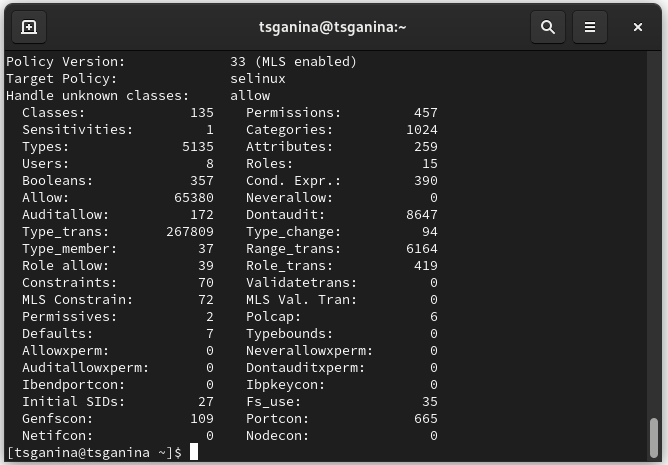 tsganina@tsganina:~
Policy Version:             33 (MLS enabled)
Target Policy:              selinux
Handle unknown classes:     allow
  Classes:             135    Permissions:         457
  Sensitivities:         1    Categories:         1024
  Types:              5135    Attributes:          259
  Users:                 8    Roles:                15
  Booleans:            357    Cond. Expr.:         390
  Allow:             65380    Neverallow:            0
  Auditallow:          172    Dontaudit:          8647
  Type_trans:       267809    Type_change:          94
  Type_member:          37    Range_trans:        6164
  Role allow:           39    Role_trans:          419
  Constraints:          70    Validatetrans:         0
  MLS Constrain:        72    MLS Val. Tran:         0
  Permissives:           2    Polcap:                6
  Defaults:              7    Typebounds:            0
  Allowxperm:            0    Neverallowxperm:       0
  Auditallowxperm:       0    Dontauditxperm:        0
  Ibendportcon:          0    Ibpkeycon:             0
  Initial SIDs:         27    Fs_use:               35
  Genfscon:            109    Portcon:             665
  Netifcon:              0    Nodecon:               0
[tsganina@tsganina ~]$